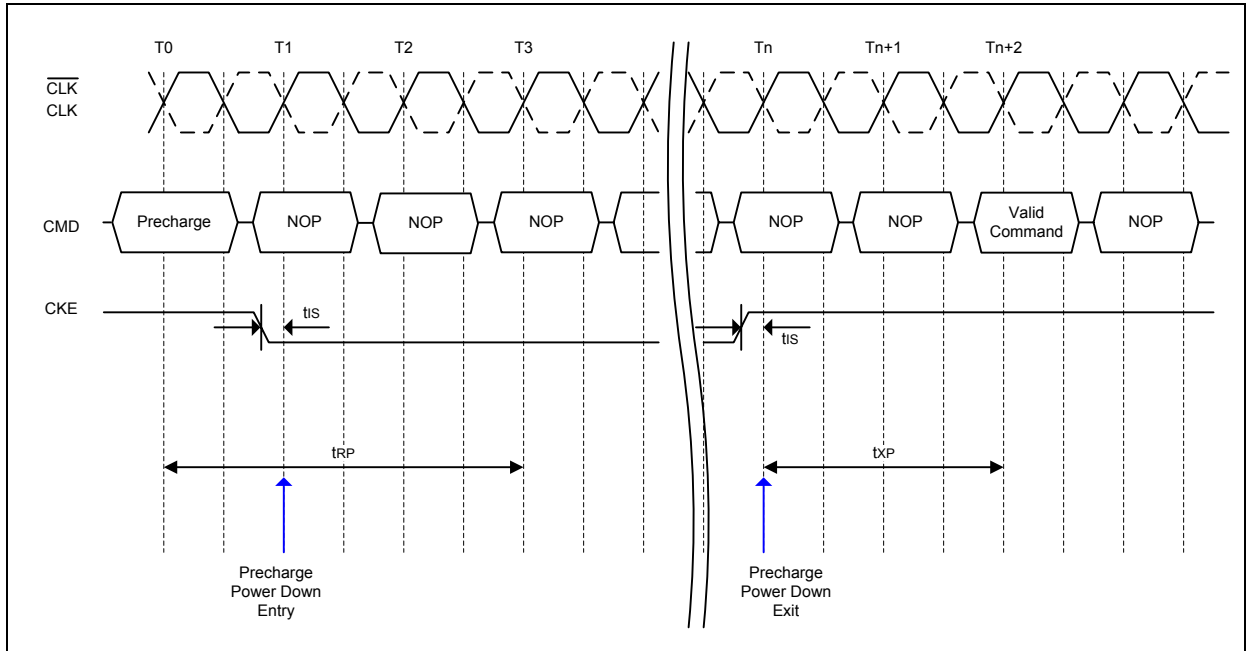 T0 T1 T2 T3 Tn Tn+1 Tn+2
CLK
CLK
CMD Precharge NOP NOP NOP NOP NOP Valid Command NOP
CKE tIS tIS
tRP tXP
Precharge
Power Down
Entry
Precharge
Power Down
Exit